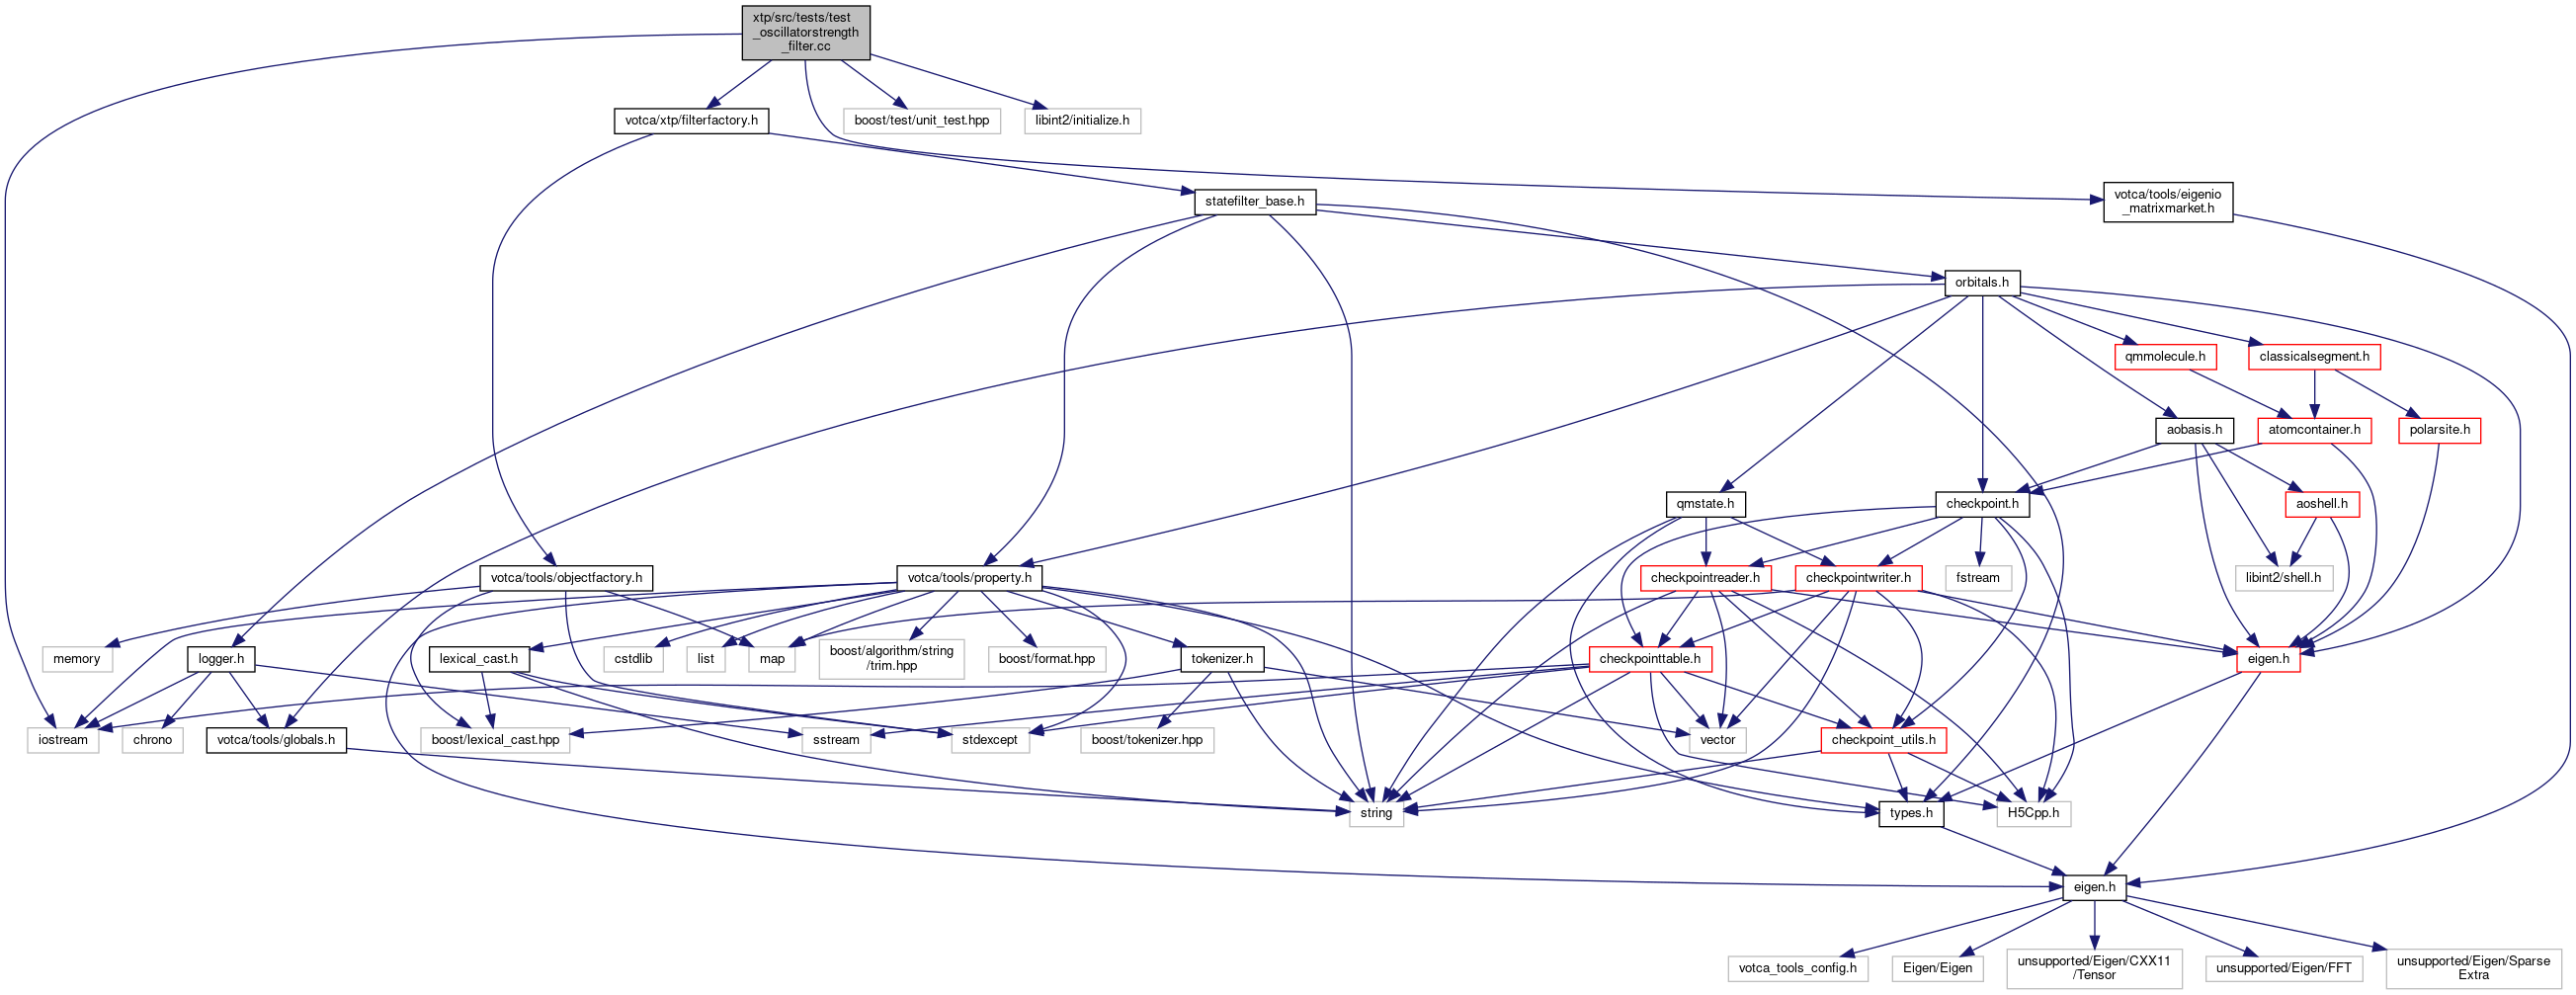 xtp/src/tests/test
_oscillatorstrength
_filter.cc
votca/xtp/filterfactory.h
boost/test/unit_test.hpp
libint2/initialize.h
statefilter_base.h
votca/tools/eigenio
_matrixmarket.h
orbitals.h
qmmolecule.h
classicalsegment.h
aobasis.h
atomcontainer.h
polarsite.h
qmstate.h
checkpoint.h
aoshell.h
votca/tools/objectfactory.h
votca/tools/property.h
checkpointreader.h
checkpointwriter.h
fstream
libint2/shell.h
memory
logger.h
lexical_cast.h
cstdlib
list
map
boost/algorithm/string
/trim.hpp
boost/format.hpp
tokenizer.h
checkpointtable.h
eigen.h
iostream
chrono
votca/tools/globals.h
boost/lexical_cast.hpp
sstream
stdexcept
boost/tokenizer.hpp
vector
checkpoint_utils.h
string
types.h
H5Cpp.h
eigen.h
votca_tools_config.h
Eigen/Eigen
unsupported/Eigen/CXX11
/Tensor
unsupported/Eigen/FFT
unsupported/Eigen/Sparse
Extra